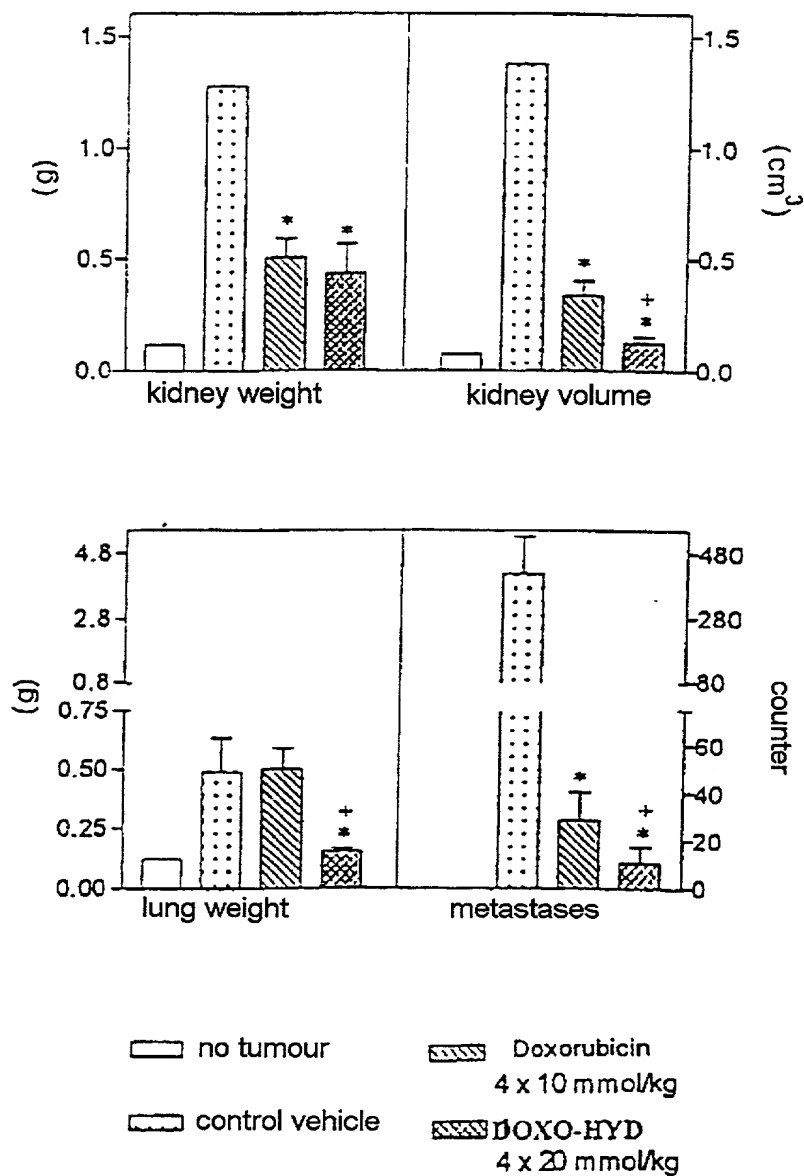 1.5
1.0
0.5
0.0
(g)
*
*
kidney weight
*
+
*
kidney volume
1.5
1.0
0.5
0.0
(cm³)
4.8
2.8
0.8
0.75
0.50
0.25
0.00
(g)
+
*
lung weight
*
+
*
metastases
480
280
80
60
40
20
0
counter
no tumour
control vehicle
Doxorubicin
4 x 10 mmol/kg
DOXO-HYD
4 x 20 mmol/kg